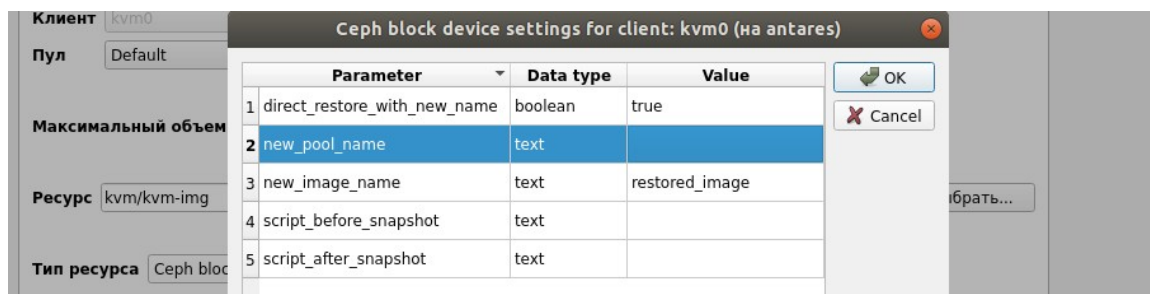 Клиент kvm0
Ceph block device settings for client: kvm0 (на antares)
Пул Default
Parameter Data type Value
OK
1 direct_restore_with_new_name boolean true
Cancel
Максимальный объем
2 new_pool_name text
3 new_image_name text restored_image
Ресурс kvm/kvm-img
ыбрать...
4 script_before_snapshot text
5 script_after_snapshot text
Тип ресурса Ceph bloc